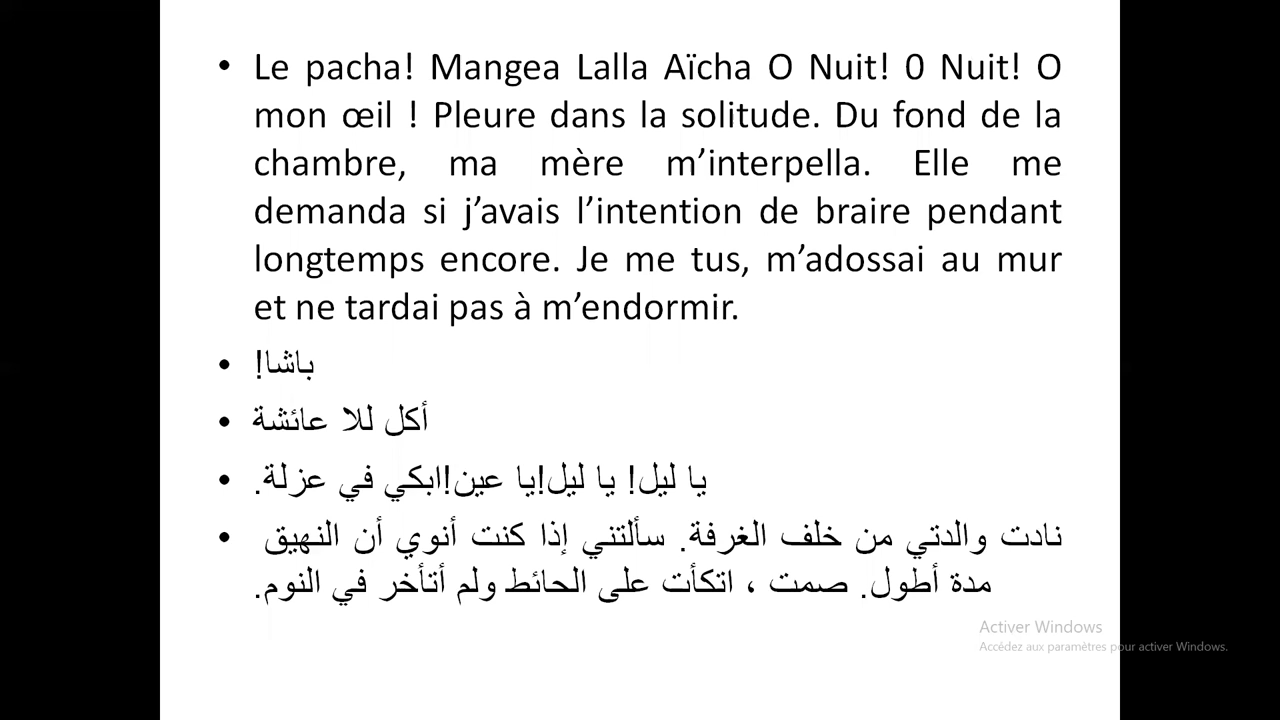 • Le pacha! Mangea Lalla Aïcha O Nuit! 0 Nuit! O
mon œil ! Pleure dans la solitude. Du fond de la
chambre, ma mère m’interpella. Elle me
demanda si j’avais l’intention de braire pendant
longtemps encore. Je me tus, m’adossai au mur
et ne tardai pas à m’endormir.
• باشا!
• أكل للا عائشة
• يا ليل! يا ليل!يا عين!ابكي في عزلة.
• نادت والدتي من خلف الغرفة. سألتني إذا كنت أنوي أن النهيق
مدة أطول. صمت ، اتكأت على الحائط ولم أتأخر في النوم.
Activer Windows
Accédez aux paramètres pour activer Windows.